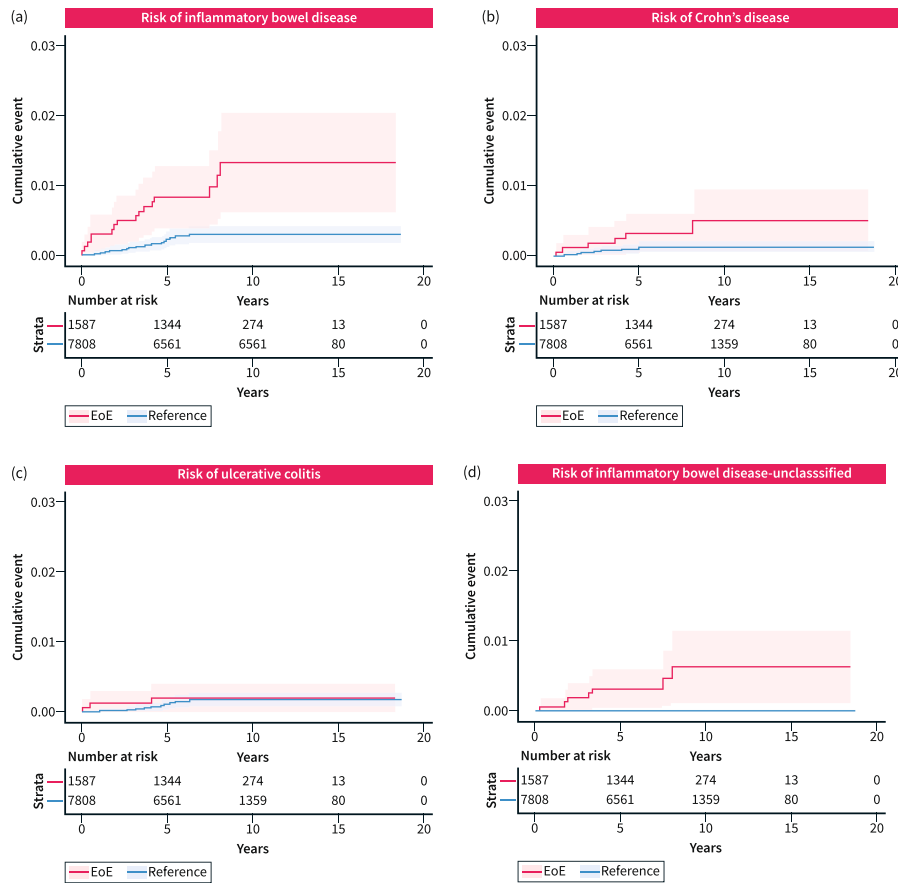 (a)
Risk of inflammatory bowel disease
Cumulative event
0.03
0.02
0.01
0.00
0 5 10 15 20
Number at risk Years
Strata
1587 1344 274 13 0
7808 6561 6561 80 0
0 5 10 15 20
Years
EoE Reference
(b)
Risk of Crohn’s disease
Cumulative event
0.03
0.02
0.01
0.00
0 5 10 15 20
Number at risk Years
Strata
1587 1344 274 13 0
7808 6561 1359 80 0
0 5 10 15 20
Years
EoE Reference
(c)
Risk of ulcerative colitis
Cumulative event
0.03
0.02
0.01
0.00
0 5 10 15 20
Number at risk Years
Strata
1587 1344 274 13 0
7808 6561 1359 80 0
0 5 10 15 20
Years
EoE Reference
(d)
Risk of inflammatory bowel disease-unclasssified
Cumulative event
0.03
0.02
0.01
0.00
0 5 10 15 20
Number at risk Years
Strata
1587 1344 274 13 0
7808 6561 1359 80 0
0 5 10 15 20
Years
EoE Reference